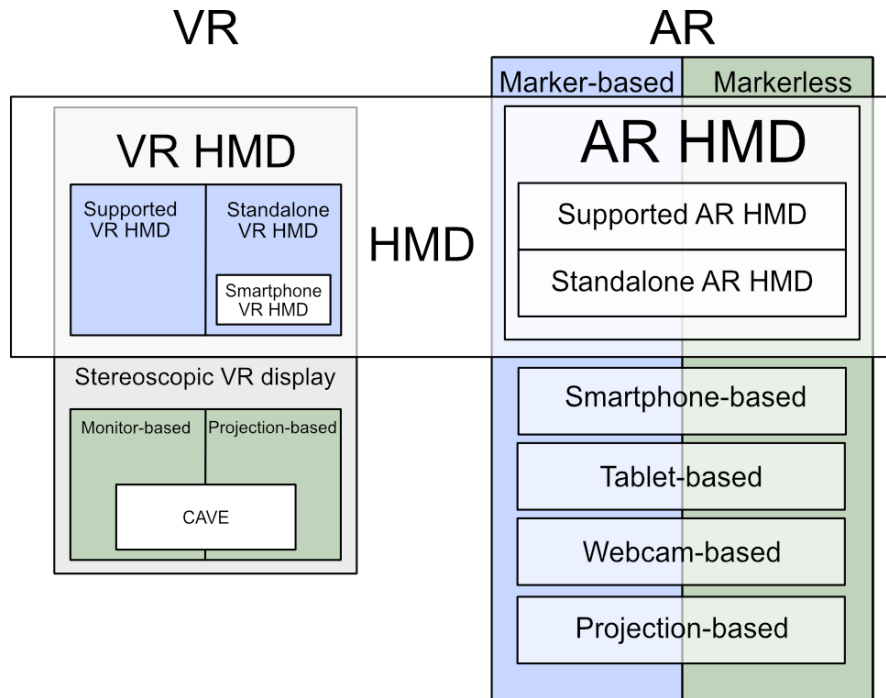 VR
AR
Marker-based
Markerless
VR HMD
Supported
VR HMD
Standalone
VR HMD
Smartphone
VR HMD
HMD
AR HMD
Supported AR HMD
Standalone AR HMD
Stereoscopic VR display
Monitor-based
Projection-based
CAVE
Smartphone-based
Tablet-based
Webcam-based
Projection-based